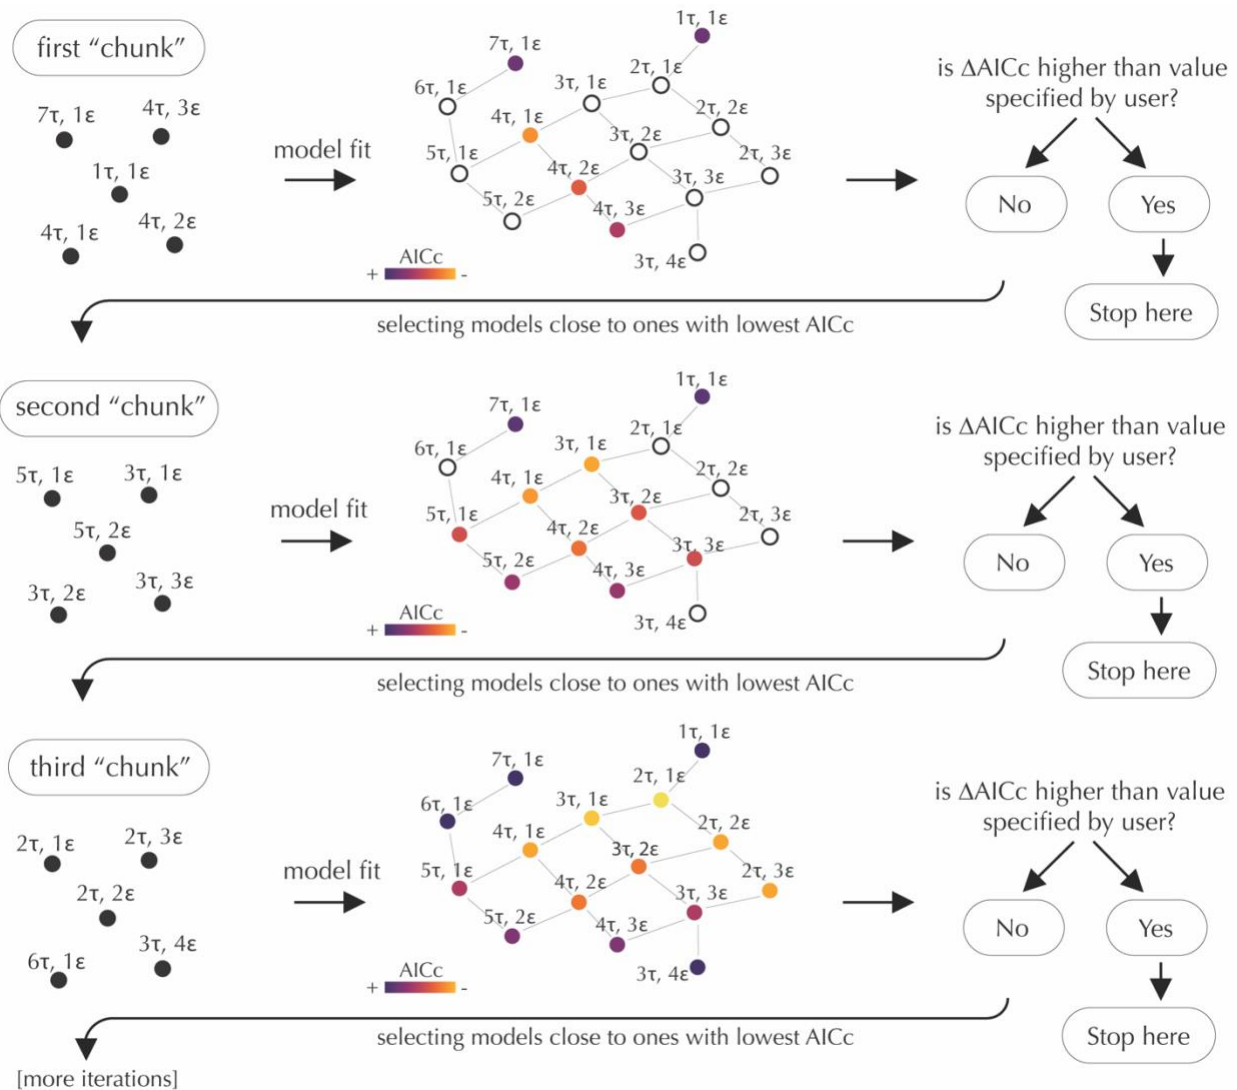 first “chunk”
7τ, 1ε
4τ, 3ε
1τ, 1ε
4τ, 1ε
4τ, 2ε
model fit
1τ, 1ε
7τ, 1ε
2τ, 1ε
6τ, 1ε
3τ, 1ε
2τ, 2ε
4τ, 1ε
3τ, 2ε
5τ, 1ε
2τ, 3ε
4τ, 2ε
3τ, 3ε
5τ, 2ε
4τ, 3ε
3τ, 4ε
AICc
+ -
is ΔAICc higher than value
specified by user?
No
Yes
Stop here
selecting models close to ones with lowest AICc
second “chunk”
5τ, 1ε
3τ, 1ε
5τ, 2ε
3τ, 2ε
3τ, 3ε
model fit
1τ, 1ε
7τ, 1ε
2τ, 1ε
6τ, 1ε
3τ, 1ε
2τ, 2ε
4τ, 1ε
3τ, 2ε
5τ, 1ε
2τ, 3ε
4τ, 2ε
3τ, 3ε
5τ, 2ε
4τ, 3ε
3τ, 4ε
AICc
+ -
is ΔAICc higher than value
specified by user?
No
Yes
Stop here
selecting models close to ones with lowest AICc
third “chunk”
2τ, 1ε
2τ, 3ε
2τ, 2ε
6τ, 1ε
3τ, 4ε
model fit
1τ, 1ε
7τ, 1ε
2τ, 1ε
6τ, 1ε
3τ, 1ε
2τ, 2ε
4τ, 1ε
3τ, 2ε
5τ, 1ε
2τ, 3ε
4τ, 2ε
3τ, 3ε
5τ, 2ε
4τ, 3ε
3τ, 4ε
AICc
+ -
is ΔAICc higher than value
specified by user?
No
Yes
Stop here
selecting models close to ones with lowest AICc
[more iterations]